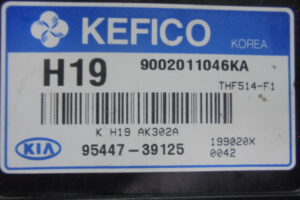 KEFICO
KOREA
H19 9002011046KA
THF514-F1
K H19 AK302A
KIA 95447-39125
199020X
0042